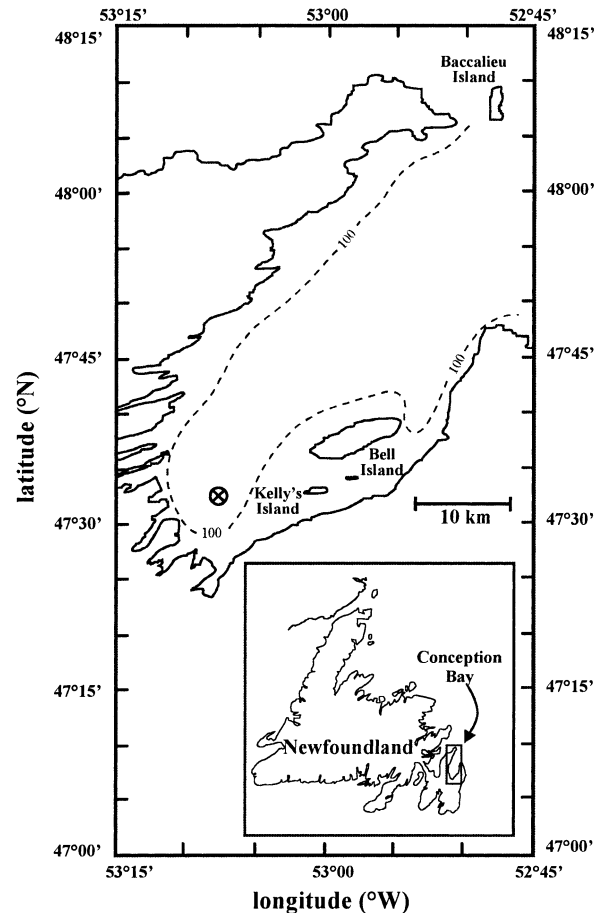 53°15’ 53°00’ 52°45’
48°15’ 48°15’
Baccalieu
Island
48°00’ 48°00’
100
47°45’ 47°45’
100
latitude (°N)
Bell
Island
Kelly's
Island
10 km
47°30’ 47°30’
100
Conception
Bay
47°15’ 47°15’
Newfoundland
47°00’ 47°00’
53°15’ 53°00’ 52°45’
longitude (°W)